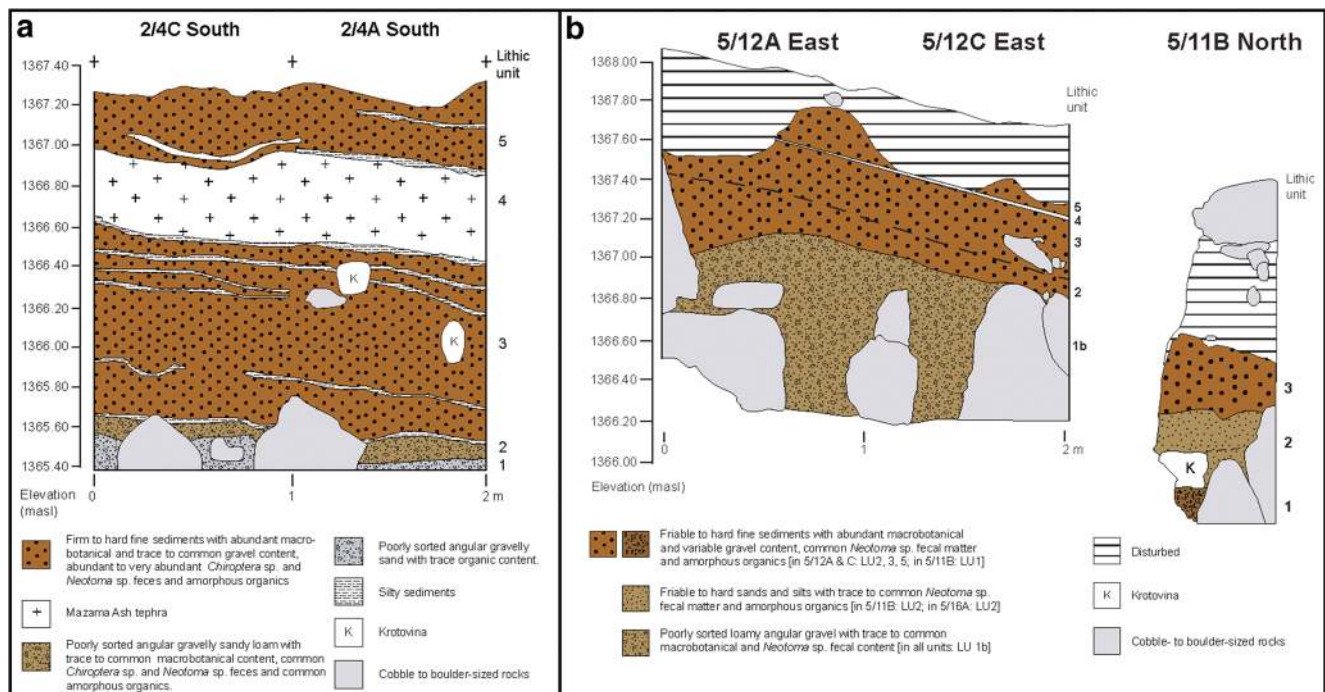 a
2/4C South 2/4A South
Lithic
unit
1367.40
1367.20
1367.00
1366.80
1366.60
1366.40
1366.20
1366.00
1365.80
1365.60
1365.40
5
4
3
2
1
K
K
Elevation
(masl)
0 1 2 m
Firm to hard fine sediments with abundant macro-
botanical and trace to common gravel content,
abundant to very abundant Chiroptera sp. and
Neotoma sp. feces and amorphous organics
Mazama Ash tephra
Poorly sorted angular gravelly sandy loam with
trace to common macrobotanical content, common
Chiroptera sp. and Neotoma sp. feces and common
amorphous organics.
Poorly sorted angular gravelly
sand with trace organic content.
Silty sediments
K Krotovina
Cobble to boulder-sized rocks
b
5/12A East 5/12C East 5/11B North
1368.00
1367.80
1367.60
1367.40
1367.20
1367.00
1366.80
1366.60
1366.40
1366.20
1366.00
Lithic
unit
5
4
3
2
1b
0 1 2 m
Elevation (masl)
Lithic
unit
3
2
K
1
Friable to hard fine sediments with abundant macrobotanical
and variable gravel content, common Neotoma sp. fecal matter
and amorphous organics [in 5/12A & C: LU2, 3, 5; in 5/11B: LU1]
Friable to hard sands and silts with trace to common Neotoma sp.
fecal matter and amorphous organics [in 5/11B: LU2; in 5/16A: LU2]
Poorly sorted loamy angular gravel with trace to common
macrobotanical and Neotoma sp. fecal content [in all units: LU 1b]
Disturbed
K Krotovina
Cobble- to boulder-sized rocks